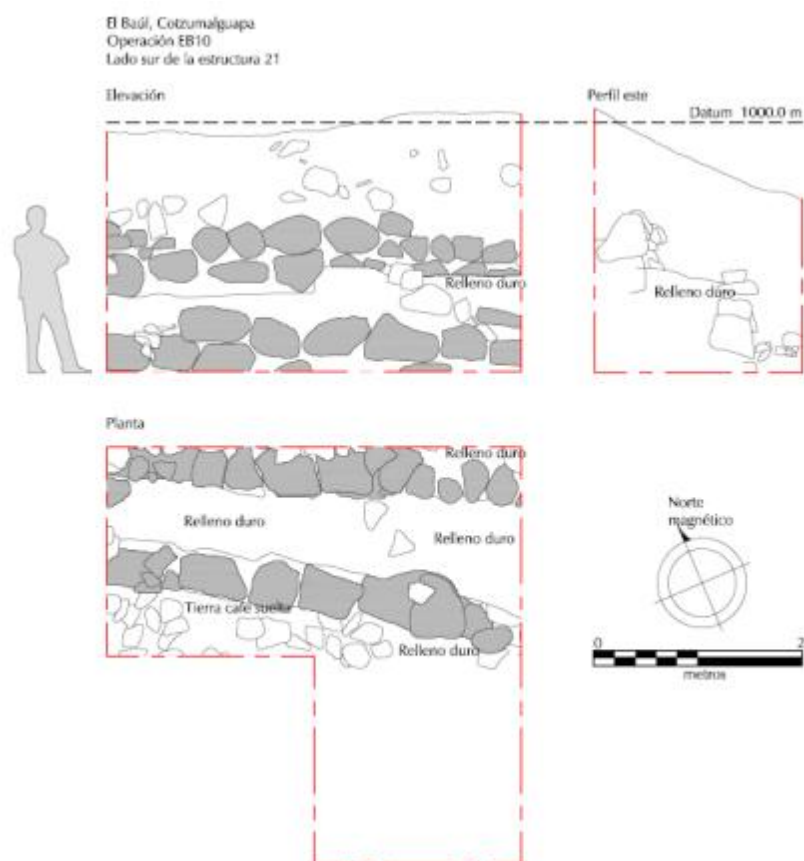 El Baúl, Cotzumalguapa
Operación EB10
Lado sur de la estructura 21
Elevación
Perfil este
Datum 1000.0 m
Relleno duro
Relleno duro
Planta
Relleno duro
Relleno duro
Relleno duro
Tierra café suelta
Relleno duro
Norte
magnético
0 2
metros